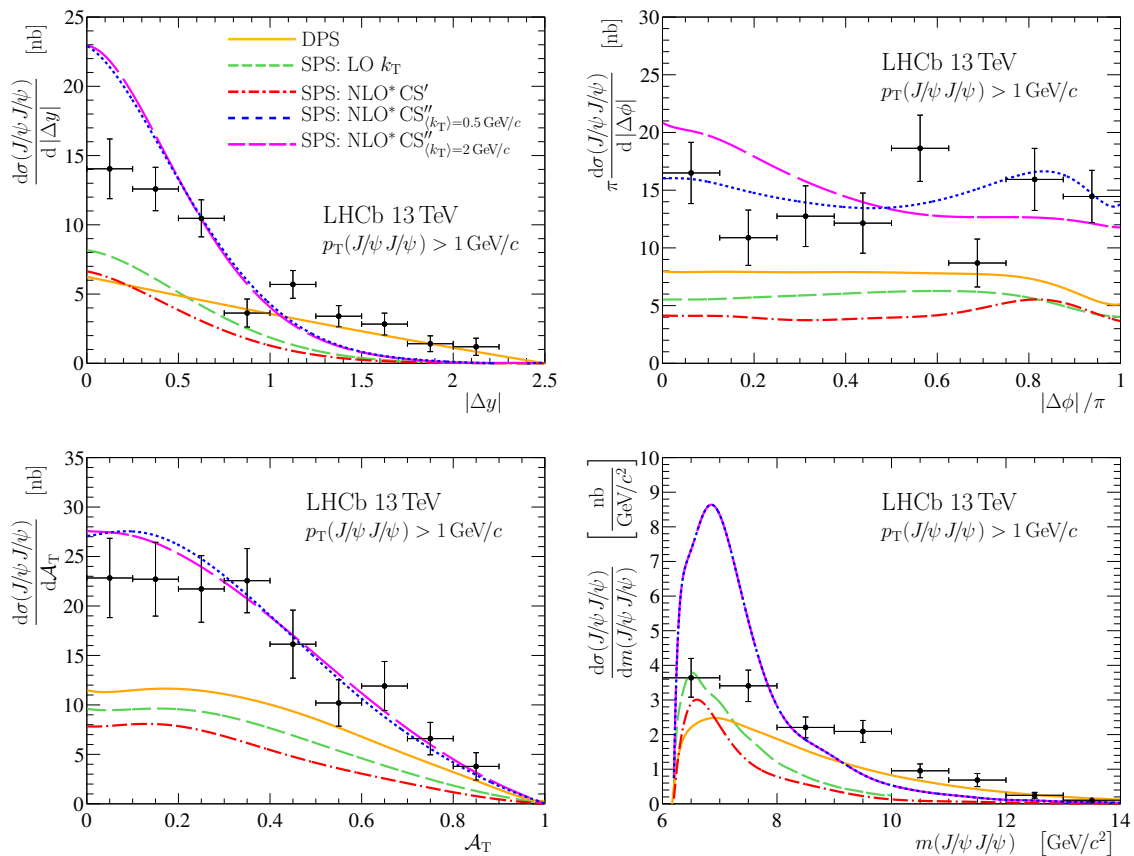 dσ(J/ψ J/ψ) / d |Δy| [nb]
25
20
15
10
5
0
DPS
SPS: LO k_T
SPS: NLO* CS′
SPS: NLO* CS″_⟨k_T⟩=0.5 GeV/c
SPS: NLO* CS″_⟨k_T⟩=2 GeV/c
LHCb 13 TeV
p_T(J/ψ J/ψ) > 1 GeV/c
0 0.5 1 1.5 2 2.5
|Δy|
π dσ(J/ψ J/ψ) / d |Δϕ| [nb]
30
25
20
15
10
5
0
LHCb 13 TeV
p_T(J/ψ J/ψ) > 1 GeV/c
0 0.2 0.4 0.6 0.8 1
|Δϕ| /π
dσ(J/ψ J/ψ) / d𝒜_T [nb]
35
30
25
20
15
10
5
0
LHCb 13 TeV
p_T(J/ψ J/ψ) > 1 GeV/c
0 0.2 0.4 0.6 0.8 1
𝒜_T
dσ(J/ψ J/ψ) / dm(J/ψ J/ψ) [nb / GeV/c²]
10
9
8
7
6
5
4
3
2
1
0
LHCb 13 TeV
p_T(J/ψ J/ψ) > 1 GeV/c
6 8 10 12 14
m(J/ψ J/ψ) [GeV/c²]